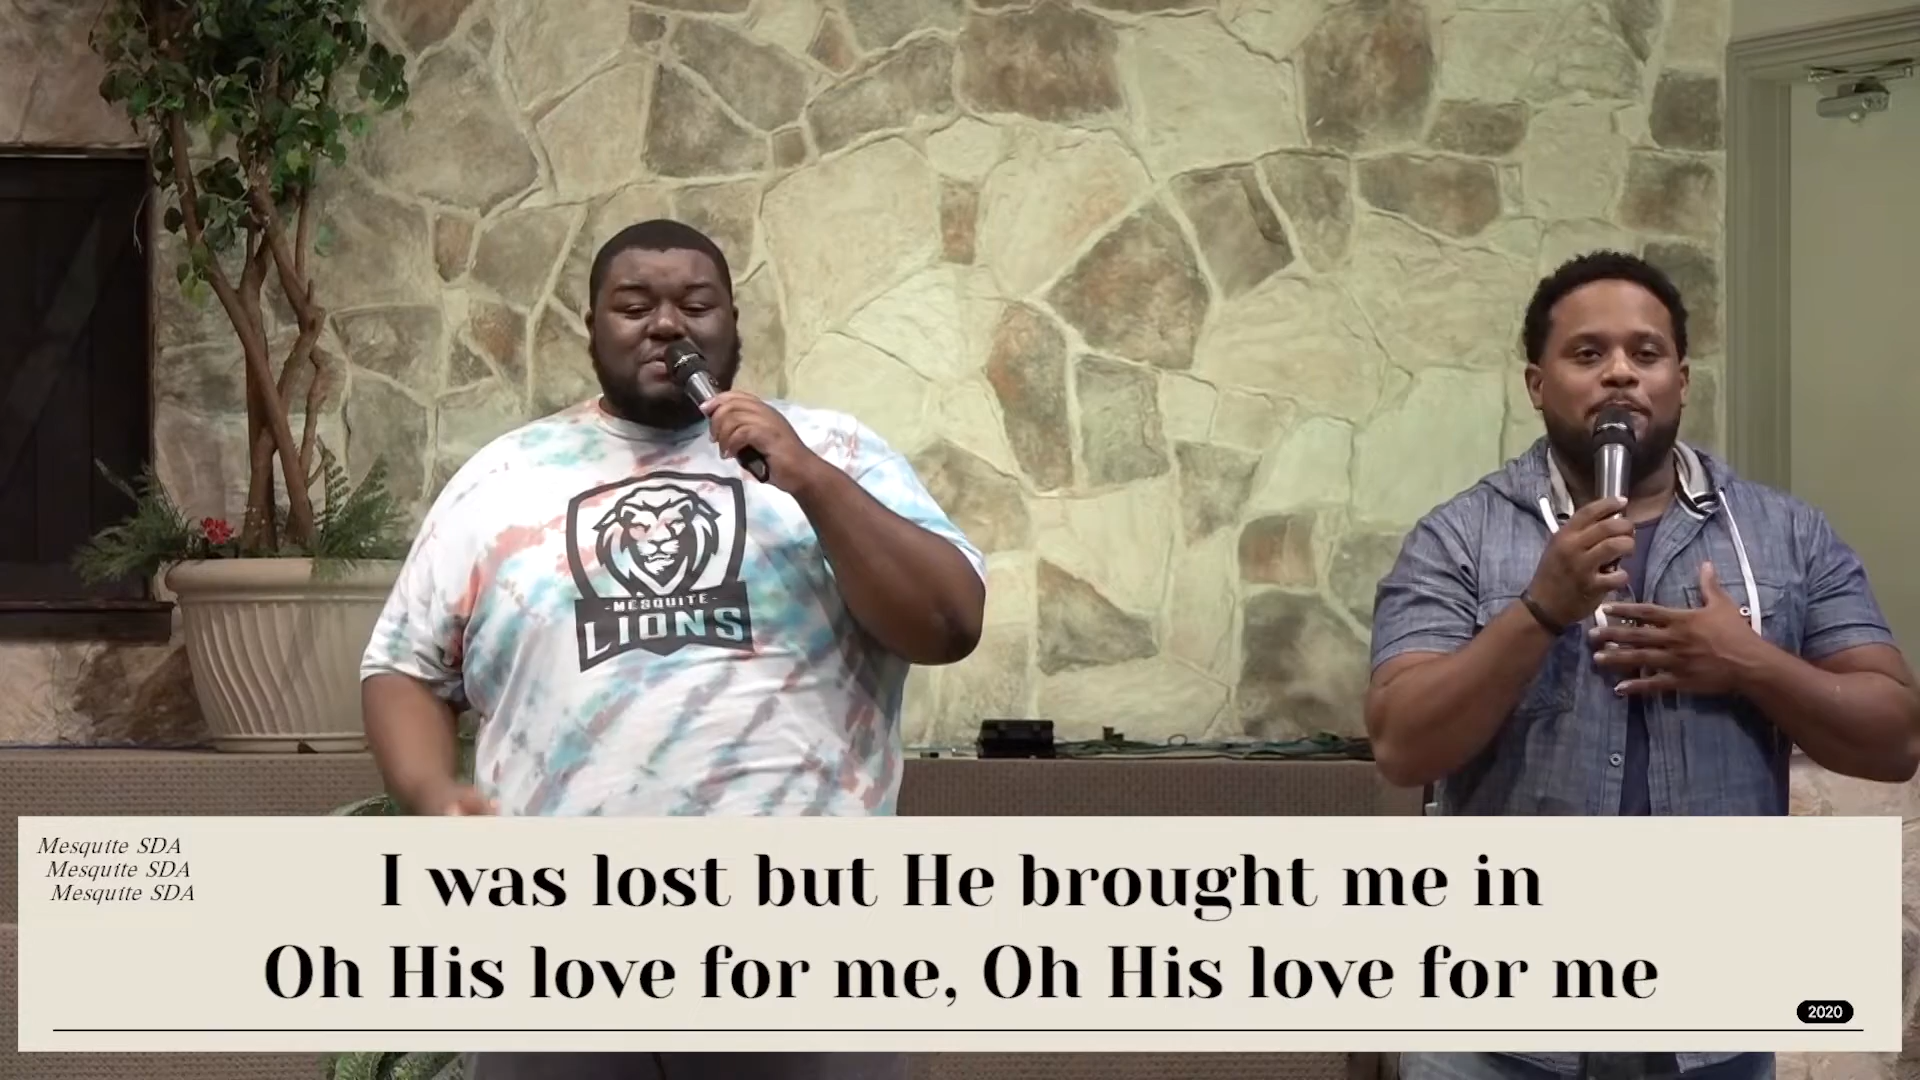 -MESQUITE-
LIONS
Mesquite SDA
Mesquite SDA
Mesquite SDA
I was lost but He brought me in
Oh His love for me, Oh His love for me
2020